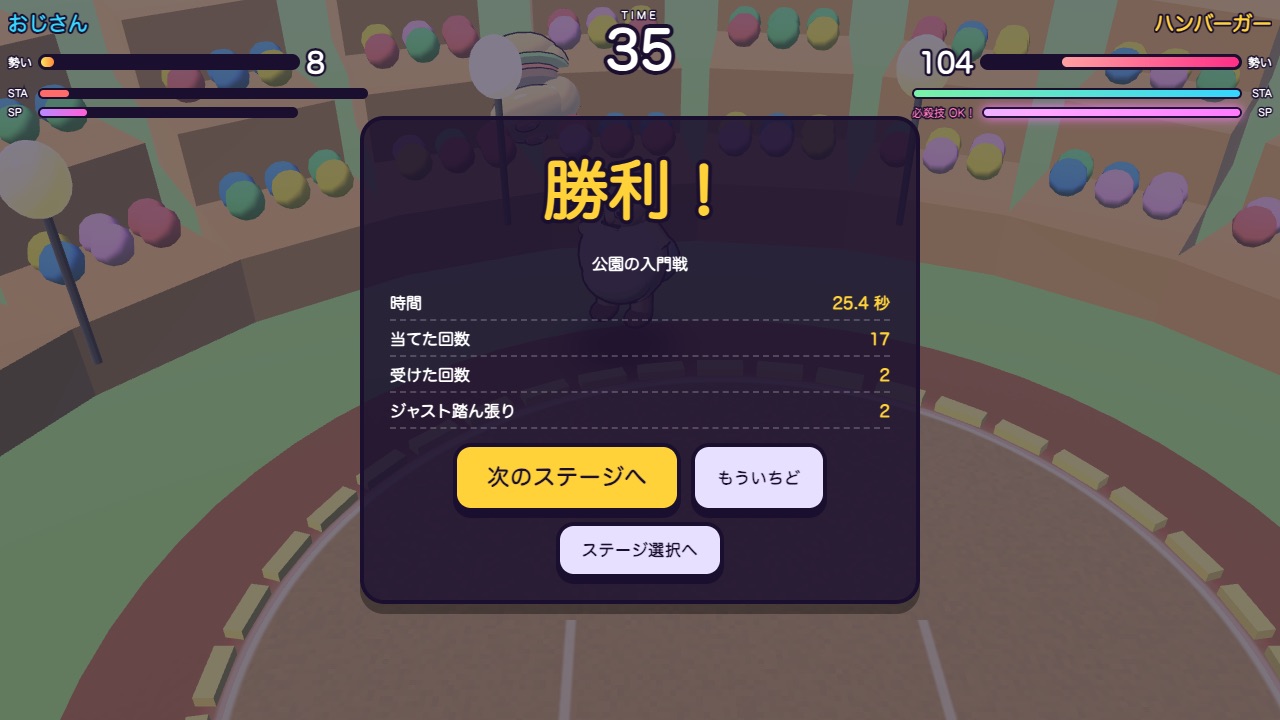 おじさん
TIME
35
ハンバーガー
勢い 8
104 勢い
STA
STA
SP
必殺技 OK! SP
勝利！
公園の入門戦
時間 25.4 秒
当てた回数 17
受けた回数 2
ジャスト踏ん張り 2
次のステージへ
もういちど
ステージ選択へ